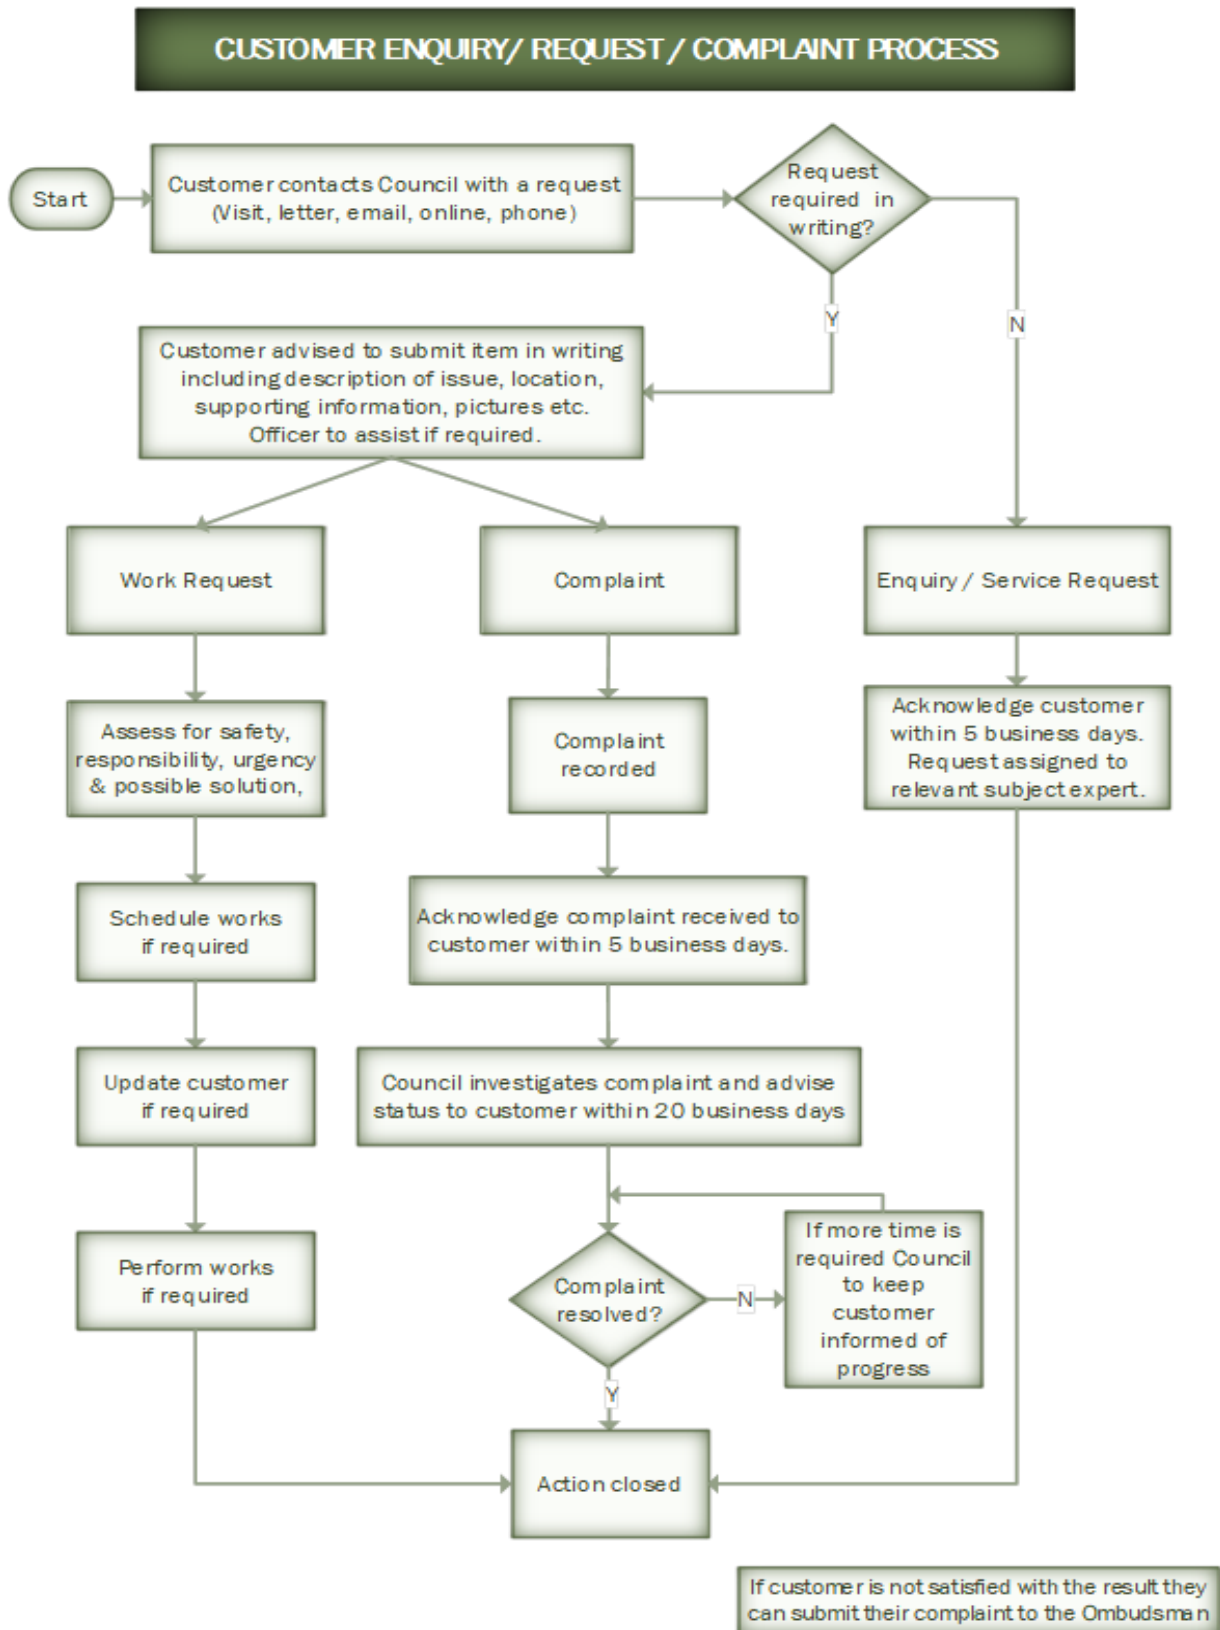 CUSTOMER ENQUIRY/ REQUEST / COMPLAINT PROCESS
Start
Customer contacts Council with a request
(Visit, letter, email, online, phone)
Request
required in
writing?
Y
N
Customer advised to submit item in writing
including description of issue, location,
supporting information, pictures etc.
Officer to assist if required.
Work Request
Complaint
Enquiry / Service Request
Assess for safety,
responsibility, urgency
& possible solution,
Complaint
recorded
Acknowledge customer
within 5 business days.
Request assigned to
relevant subject expert.
Schedule works
if required
Acknowledge complaint received to
customer within 5 business days.
Update customer
if required
Council investigates complaint and advise
status to customer within 20 business days
Perform works
if required
Complaint
resolved?
N
If more time is
required Council
to keep
customer
informed of
progress
Y
Action closed
If customer is not satisfied with the result they
can submit their complaint to the Ombudsman